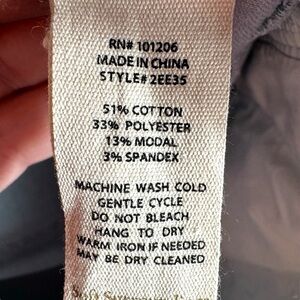 RN# 101206
MADE IN CHINA
STYLE# 2EE35
51% COTTON
33% POLYESTER
13% MODAL
3% SPANDEX
MACHINE WASH COLD
GENTLE CYCLE
DO NOT BLEACH
HANG TO DRY
WARM IRON IF NEEDED
MAY BE DRY CLEANED